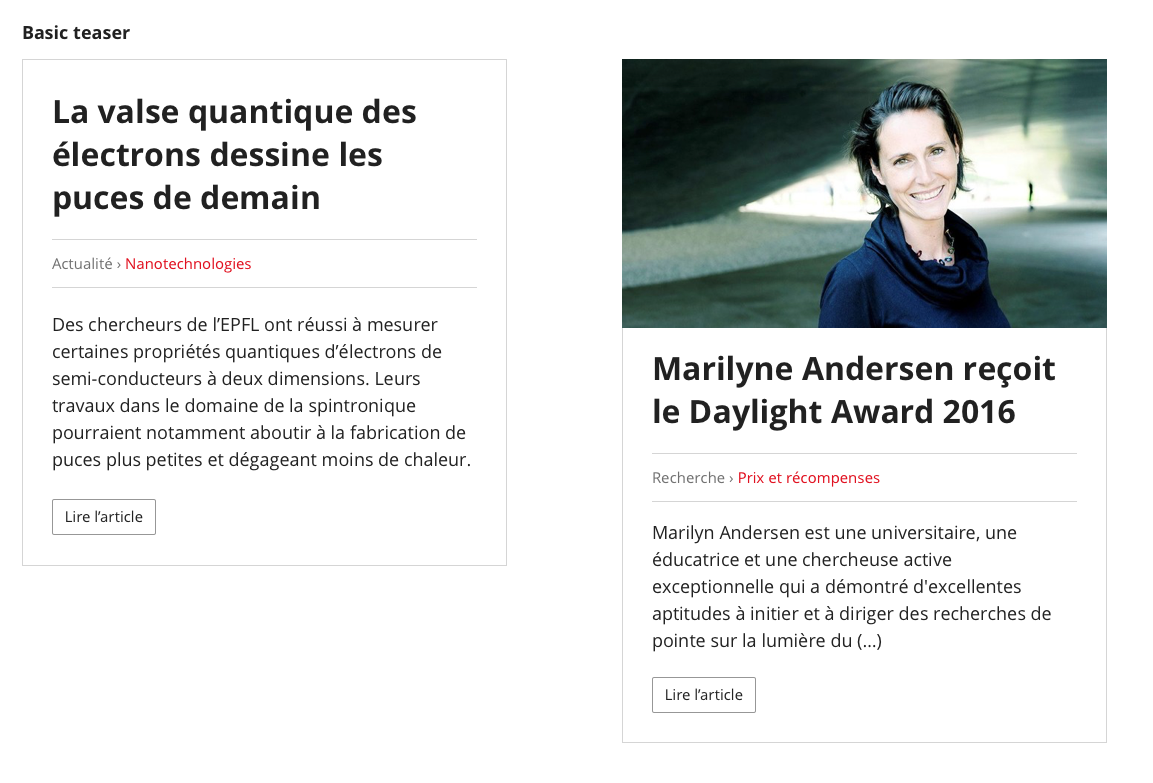 Basic teaser
La valse quantique des
électrons dessine les
puces de demain
Actualité › Nanotechnologies
Des chercheurs de l’EPFL ont réussi à mesurer
certaines propriétés quantiques d’électrons de
semi-conducteurs à deux dimensions. Leurs
travaux dans le domaine de la spintronique
pourraient notamment aboutir à la fabrication de
puces plus petites et dégageant moins de chaleur.
Lire l’article
Marilyne Andersen reçoit
le Daylight Award 2016
Recherche › Prix et récompenses
Marilyn Andersen est une universitaire, une
éducatrice et une chercheuse active
exceptionnelle qui a démontré d'excellentes
aptitudes à initier et à diriger des recherches de
pointe sur la lumière du (…)
Lire l’article